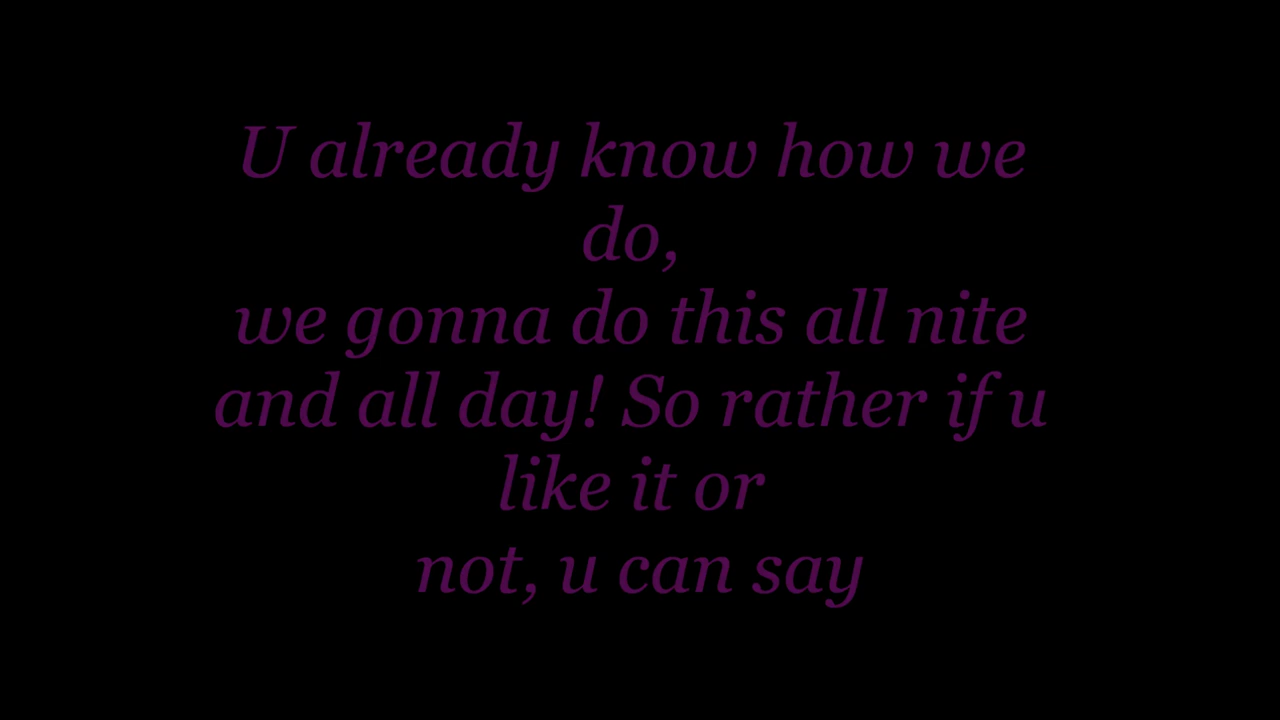 U already know how we
do,
we gonna do this all nite
and all day! So rather if u
like it or
not, u can say